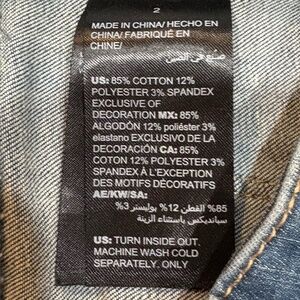 2
MADE IN CHINA/ HECHO EN
CHINA/ FABRIQUÉ EN
CHINE/
صنع في الصين
US: 85% COTTON 12%
POLYESTER 3% SPANDEX
EXCLUSIVE OF
DECORATION MX: 85%
ALGODÓN 12% poliéster 3%
elastano EXCLUSIVO DE LA
DECORACIÓN CA: 85%
COTON 12% POLYESTER 3%
SPANDEX À L'EXCEPTION
DES MOTIFS DÉCORATIFS
AE/KW/SA:
85% القطن 12% بوليستر 3%
سباندیکس باستثناء الزينة
US: TURN INSIDE OUT.
MACHINE WASH COLD
SEPARATELY. ONLY